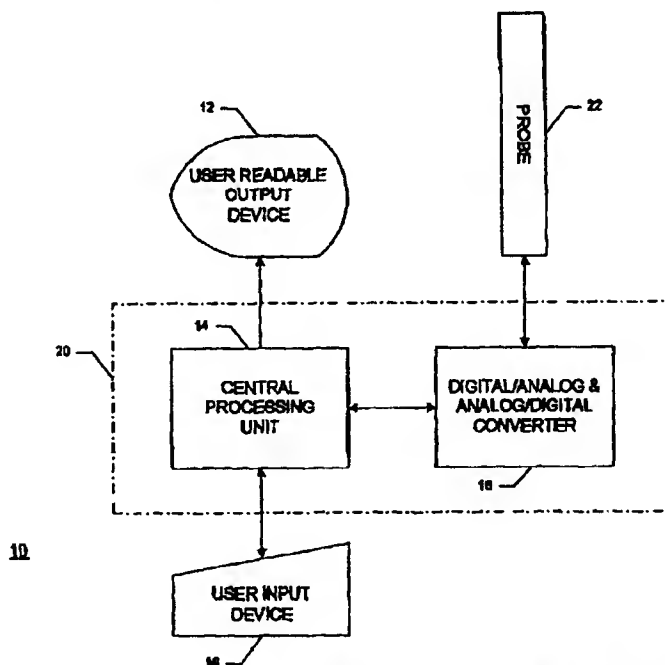 12
22
PROBE
USER READABLE
OUTPUT
DEVICE
14
20
CENTRAL
PROCESSING
UNIT
DIGITAL/ANALOG &
ANALOG/DIGITAL
CONVERTER
10
USER INPUT
DEVICE